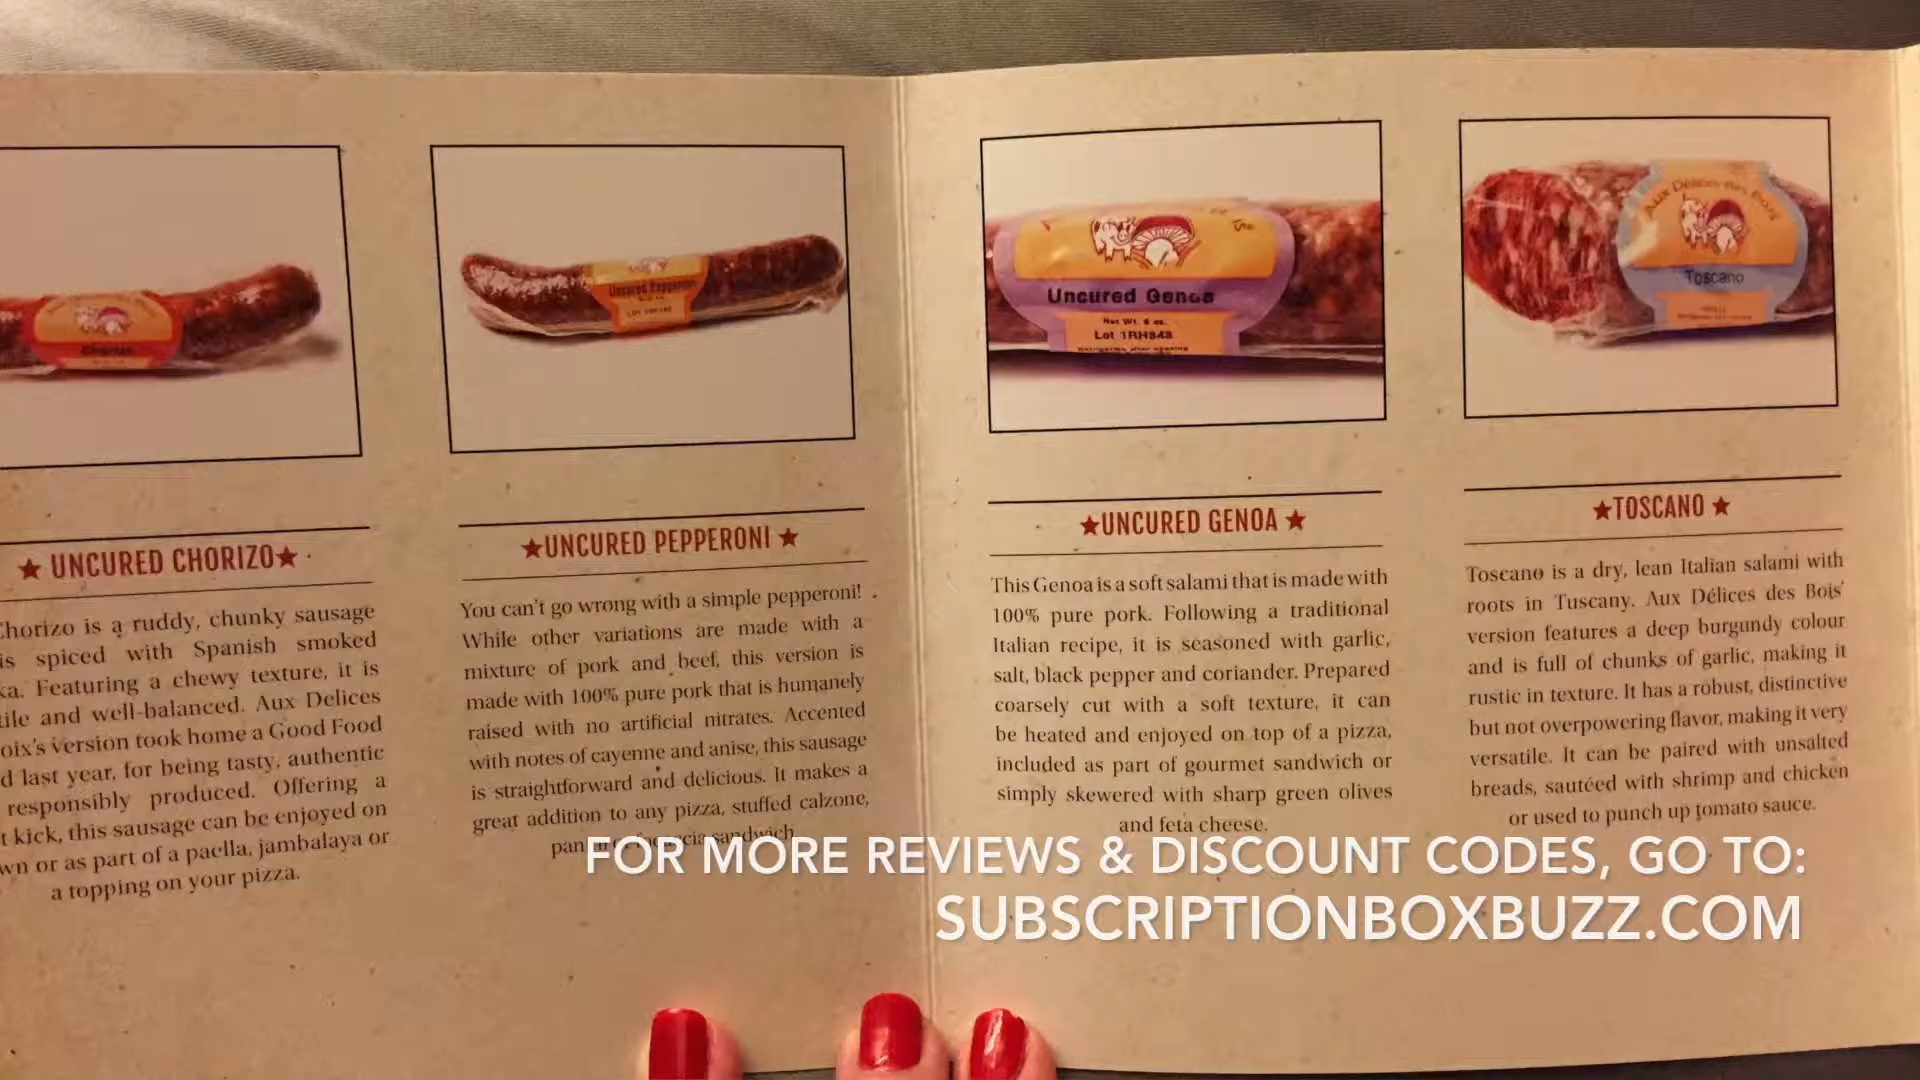 Chorizo
Uncured Pepperoni
Uncured Genoa
Net Wt. 6 oz.
Lot 1RH343
Refrigerate after opening
Aux Délices des Bois
Toscano
★ UNCURED CHORIZO★
Chorizo is a ruddy, chunky sausage
is spiced with Spanish smoked
ka. Featuring a chewy texture, it is
tile and well-balanced. Aux Delices
oix's version took home a Good Food
d last year, for being tasty, authentic
responsibly produced. Offering a
t kick, this sausage can be enjoyed on
wn or as part of a paella, jambalaya or
a topping on your pizza.
★UNCURED PEPPERONI ★
You can't go wrong with a simple pepperoni!
While other variations are made with a
mixture of pork and beef, this version is
made with 100% pure pork that is humanely
raised with no artificial nitrates. Accented
with notes of cayenne and anise, this sausage
is straightforward and delicious. It makes a
great addition to any pizza, stuffed calzone,
sandwich.
★UNCURED GENOA ★
This Genoa is a soft salami that is made with
100% pure pork. Following a traditional
Italian recipe, it is seasoned with garlic,
salt, black pepper and coriander. Prepared
coarsely cut with a soft texture, it can
be heated and enjoyed on top of a pizza,
included as part of gourmet sandwich or
simply skewered with sharp green olives
and feta cheese.
★TOSCANO ★
Toscano is a dry, lean Italian salami with
roots in Tuscany. Aux Délices des Bois'
version features a deep burgundy colour
and is full of chunks of garlic, making it
rustic in texture. It has a robust, distinctive
but not overpowering flavor, making it very
versatile. It can be paired with unsalted
breads, sautéed with shrimp and chicken
or used to punch up tomato sauce.
FOR MORE REVIEWS & DISCOUNT CODES, GO TO:
SUBSCRIPTIONBOXBUZZ.COM